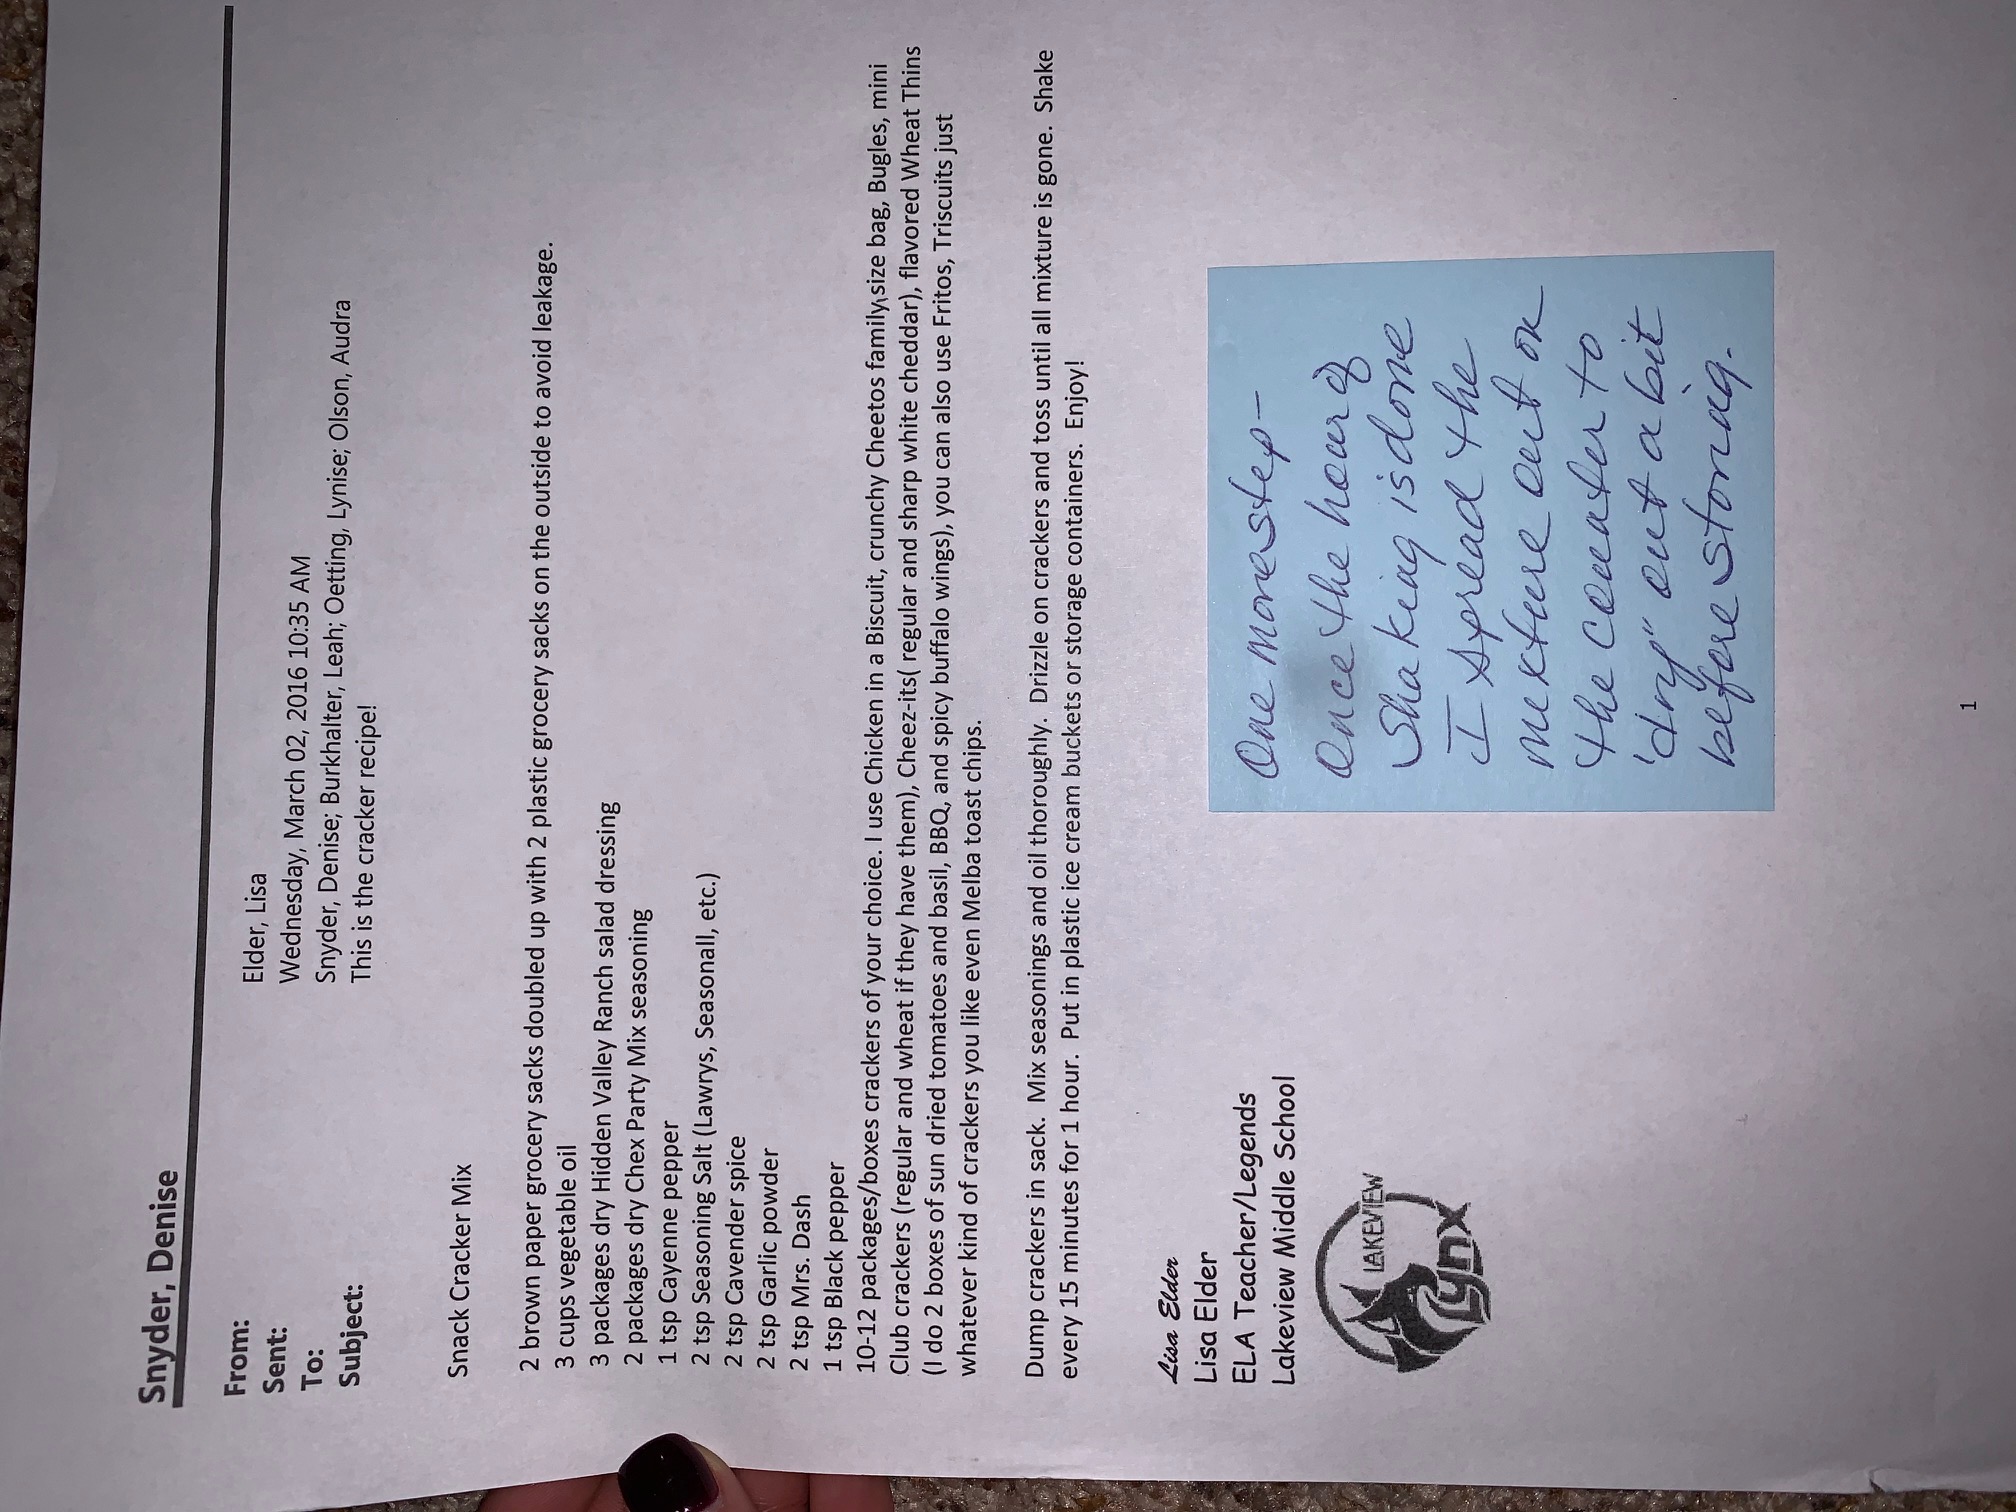 Snyder, Denise
From: Elder, Lisa
Sent: Wednesday, March 02, 2016 10:35 AM
To: Snyder, Denise; Burkhalter, Leah; Oetting, Lynise; Olson, Audra
Subject: This is the cracker recipe!
Snack Cracker Mix
2 brown paper grocery sacks doubled up with 2 plastic grocery sacks on the outside to avoid leakage.
3 cups vegetable oil
3 packages dry Hidden Valley Ranch salad dressing
2 packages dry Chex Party Mix seasoning
1 tsp Cayenne pepper
2 tsp Seasoning Salt (Lawrys, Seasonall, etc.)
2 tsp Cavender spice
2 tsp Garlic powder
2 tsp Mrs. Dash
1 tsp Black pepper
10-12 packages/boxes crackers of your choice. I use Chicken in a Biscuit, crunchy Cheetos family size bag, Bugles, mini
Club crackers (regular and wheat if they have them), Cheez-its( regular and sharp white cheddar), flavored Wheat Thins
(I do 2 boxes of sun dried tomatoes and basil, BBQ, and spicy buffalo wings), you can also use Fritos, Triscuits just
whatever kind of crackers you like even Melba toast chips.
Dump crackers in sack. Mix seasonings and oil thoroughly. Drizzle on crackers and toss until all mixture is gone. Shake
every 15 minutes for 1 hour. Put in plastic ice cream buckets or storage containers. Enjoy!
Lisa Elder
Lisa Elder
ELA Teacher/Legends
Lakeview Middle School
LAKEVIEW
Lynx
One more step-
Once the hour of
Shaking is done
I spread the
mixture out on
the counter to
'dry" out a bit
before storing.
1